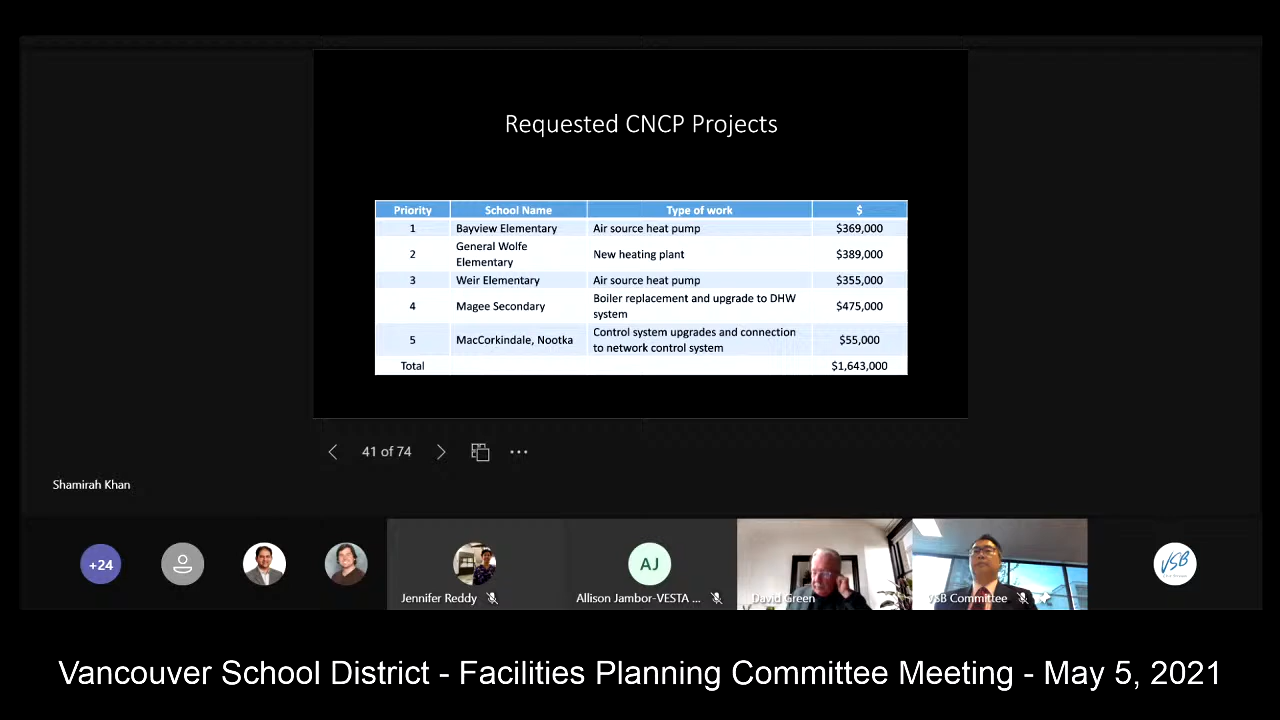 Requested CNCP Projects
Priority School Name Type of work $
1 Bayview Elementary Air source heat pump $369,000
2 General Wolfe Elementary New heating plant $389,000
3 Weir Elementary Air source heat pump $355,000
4 Magee Secondary Boiler replacement and upgrade to DHW system $475,000
5 MacCorkindale, Nootka Control system upgrades and connection to network control system $55,000
Total $1,643,000
41 of 74
Shamirah Khan
+24
AJ
VSB
Jennifer Reddy
Allison Jambor-VESTA ...
David Green
VSB Committee
Vancouver School District - Facilities Planning Committee Meeting - May 5, 2021